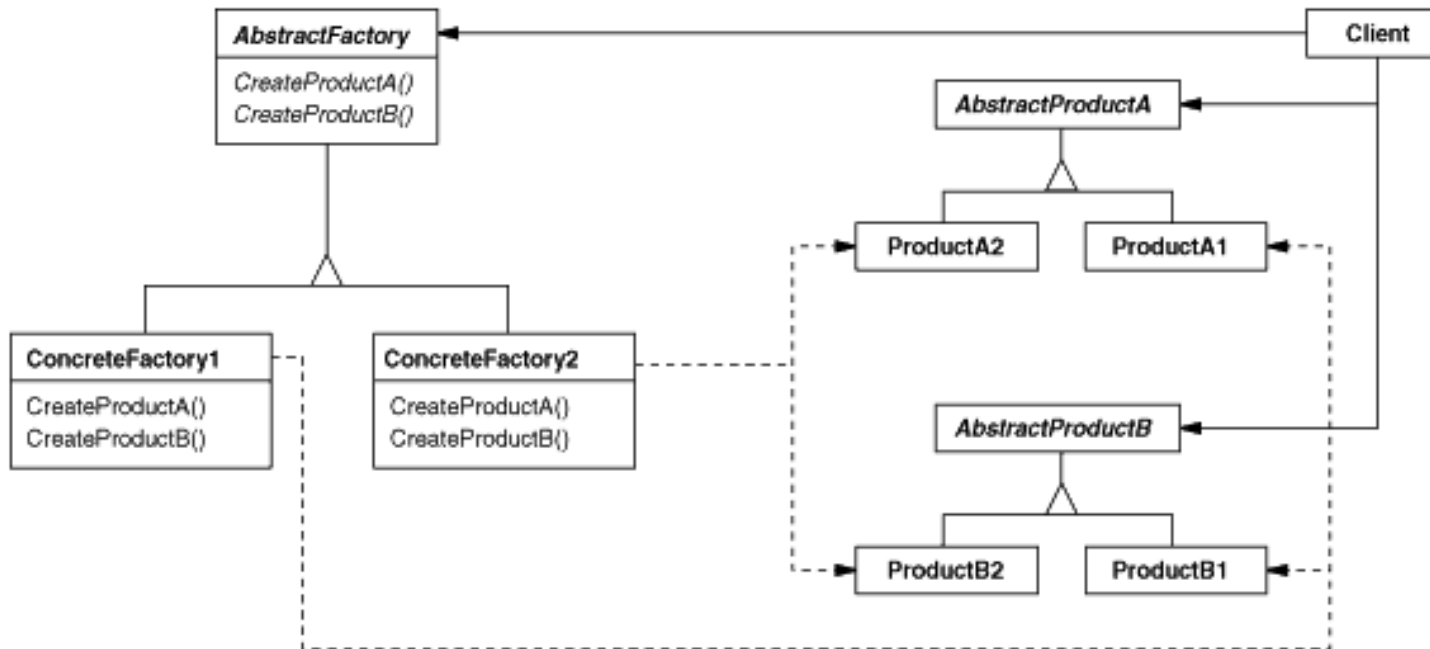 AbstractFactory
CreateProductA()
CreateProductB()
Client
AbstractProductA
ProductA2
ProductA1
ConcreteFactory1
CreateProductA()
CreateProductB()
ConcreteFactory2
CreateProductA()
CreateProductB()
AbstractProductB
ProductB2
ProductB1